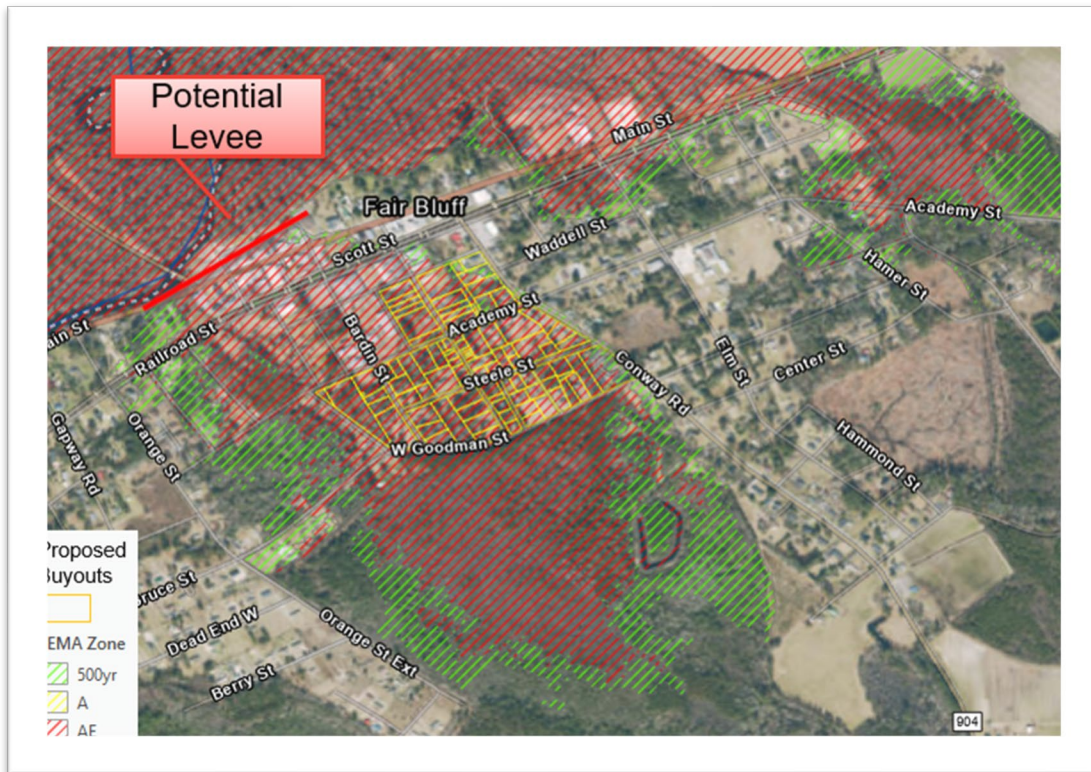 Potential
Levee
Main St
Fair Bluff
Academy St
Scott St
Waddell St
Hamer St
ain St
Railroad St
Bardin St
Academy St
Steele St
Elm St
Center St
Conway Rd
Gapway Rd
Orange St
W Goodman St
Hammond St
Proposed
Buyouts
EMA Zone
500yr
A
AE
ruce St
Dead End W
Berry St
Orange St Ext
904